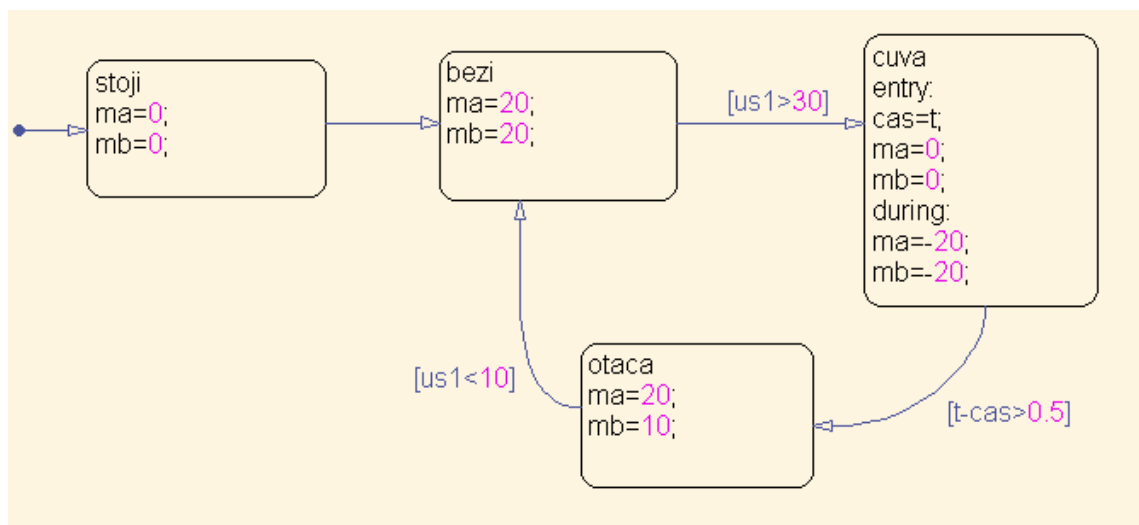 stoji
ma=0;
mb=0;
bezi
ma=20;
mb=20;
[us1>30]
cuva
entry:
cas=t;
ma=0;
mb=0;
during:
ma=-20;
mb=-20;
[us1<10]
otaca
ma=20;
mb=10;
[t-cas>0.5]